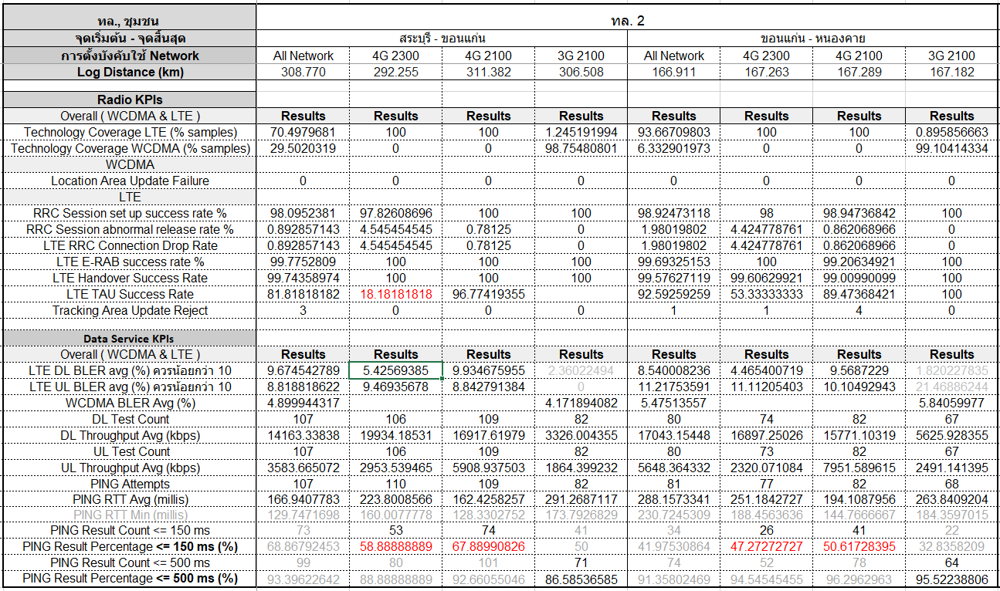 ทล., ชุมชน ทล. 2
จุดเริ่มต้น - จุดสิ้นสุด สระบุรี - ขอนแก่น ขอนแก่น - หนองคาย
การตั้งบังคับใช้ Network All Network 4G 2300 4G 2100 3G 2100 All Network 4G 2300 4G 2100 3G 2100
Log Distance (km) 308.770 292.255 311.382 306.508 166.911 167.263 167.289 167.182
Radio KPIs
Overall ( WCDMA & LTE ) Results Results Results Results Results Results Results Results
Technology Coverage LTE (% samples) 70.4979681 100 100 1.245191994 93.66709803 100 100 0.895856663
Technology Coverage WCDMA (% samples) 29.5020319 0 0 98.75480801 6.332901973 0 0 99.10414334
WCDMA
Location Area Update Failure 0 0 0 0 0 0 0 0
LTE
RRC Session set up success rate % 98.0952381 97.82608696 100 100 98.92473118 98 98.94736842 100
RRC Session abnormal release rate % 0.892857143 4.545454545 0.78125 0 1.98019802 4.424778761 0.862068966 0
LTE RRC Connection Drop Rate 0.892857143 4.545454545 0.78125 0 1.98019802 4.424778761 0.862068966 0
LTE E-RAB success rate % 99.7752809 100 100 100 99.69325153 100 99.20634921 100
LTE Handover Success Rate 99.74358974 100 100 100 99.57627119 99.60629921 99.00990099 100
LTE TAU Success Rate 81.81818182 18.18181818 96.77419355 92.59259259 53.33333333 89.47368421 100
Tracking Area Update Reject 3 0 0 0 1 1 4 0
Data Service KPIs
Overall ( WCDMA & LTE ) Results Results Results Results Results Results Results Results
LTE DL BLER avg (%) ควรน้อยกว่า 10 9.674542789 5.42569385 9.934675955 2.36022494 8.540008236 4.465400719 9.5687229 1.820227835
LTE UL BLER avg (%) ควรน้อยกว่า 10 8.818818622 9.46935678 8.842791384 0 11.21753591 11.11205403 10.10492943 21.46886244
WCDMA BLER Avg (%) 4.899944317 4.171894082 5.47513557 5.84059977
DL Test Count 107 106 109 82 80 74 82 67
DL Throughput Avg (kbps) 14163.33838 19934.18531 16917.61979 3326.004355 17043.15448 16897.25026 15771.10319 5625.928355
UL Test Count 107 106 109 82 80 73 82 67
UL Throughput Avg (kbps) 3583.665072 2953.539465 5908.937503 1864.399232 5648.364332 2320.071084 7951.589615 2491.141395
PING Attempts 107 110 109 82 81 77 82 68
PING RTT Avg (millis) 166.9407783 223.8008566 162.4258257 291.2687117 288.1573341 251.1842727 194.1087956 263.8409204
PING RTT Min (millis) 129.7471698 160.0077778 128.3302752 173.7926829 230.7245309 188.4563636 144.7666667 184.3597015
PING Result Count <= 150 ms 73 53 74 41 34 26 41 22
PING Result Percentage <= 150 ms (%) 68.86792453 58.88888889 67.88990826 50 41.97530864 47.27272727 50.61728395 32.8358209
PING Result Count <= 500 ms 99 80 101 71 74 52 78 64
PING Result Percentage <= 500 ms (%) 93.39622642 88.88888889 92.66055046 86.58536585 91.35802469 94.54545455 96.2962963 95.52238806